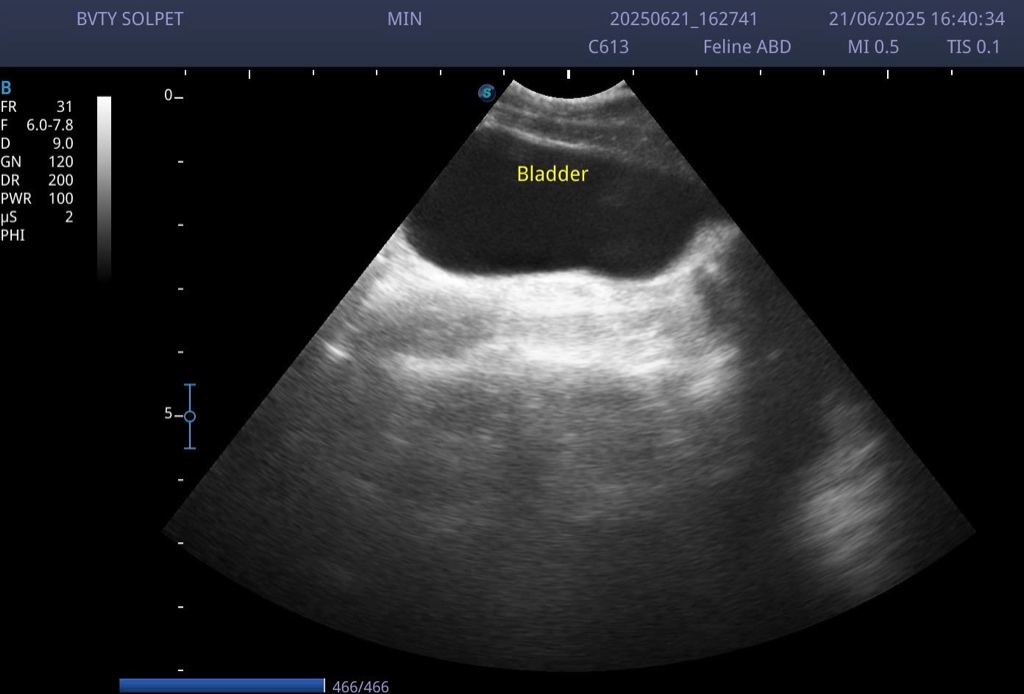 BVTY SOLPET MIN 20250621_162741 21/06/2025 16:40:34
C613 Feline ABD MI 0.5 TIS 0.1
B
FR 31
F 6.0-7.8
D 9.0
GN 120
DR 200
PWR 100
µS 2
PHI
0
S
Bladder
5
466/466